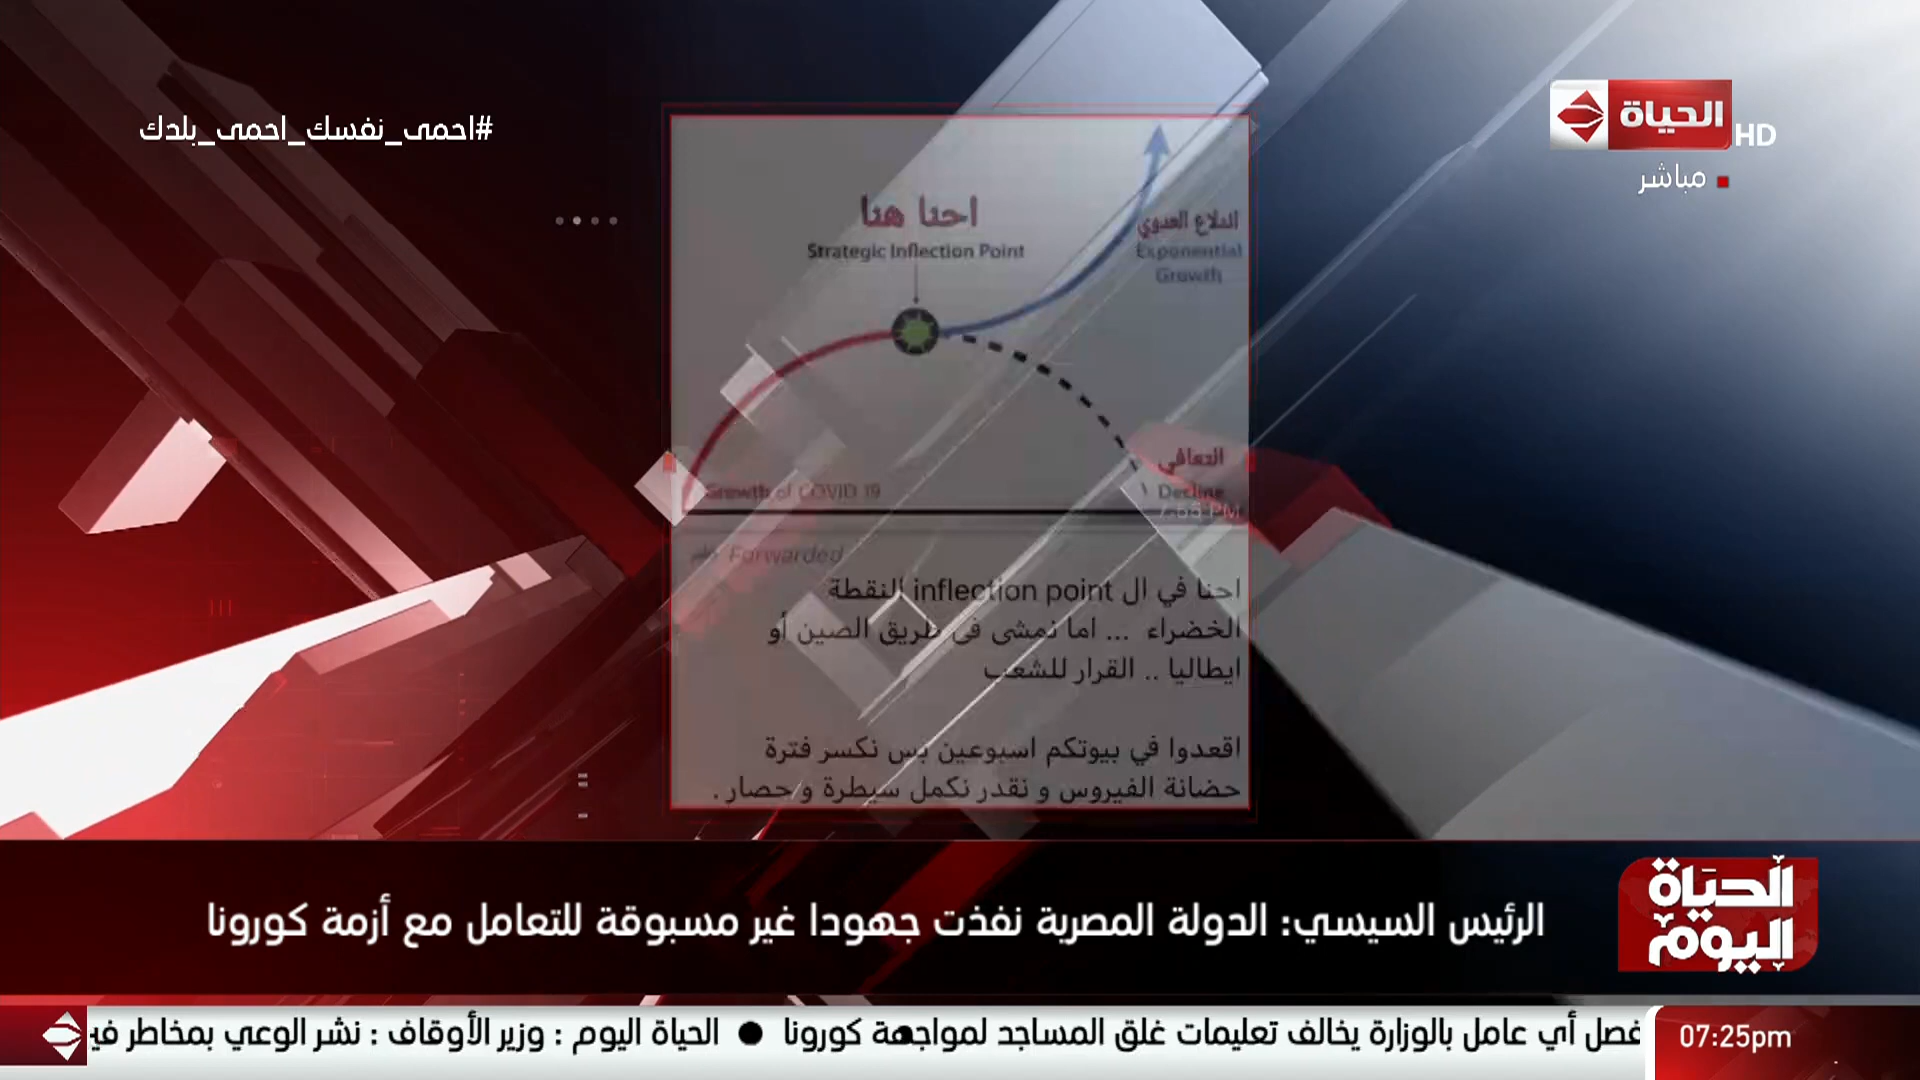 #احمى_نفسك_احمى_بلدك
الحياة HD
مباشر
احنا هنا
Strategic Inflection Point
اندلاع العدوي
Exponential
Growth
التعافي
Growth of COVID 19
Decline
Forwarded
احنا في ال inflection point النقطة
الخضراء ... اما نمشى فى طريق الصين أو
ايطاليا .. القرار للشعب
اقعدوا في بيوتكم اسبوعين بس نكسر فترة
حضانة الفيروس و نقدر نكمل سيطرة و حصار .
الرئيس السيسي: الدولة المصرية نفذت جهودا غير مسبوقة للتعامل مع أزمة كورونا
الحياة
اليوم
فصل أي عامل بالوزارة يخالف تعليمات غلق المساجد لمواجهة كورونا ● الحياة اليوم : وزير الأوقاف : نشر الوعي بمخاطر
07:25pm